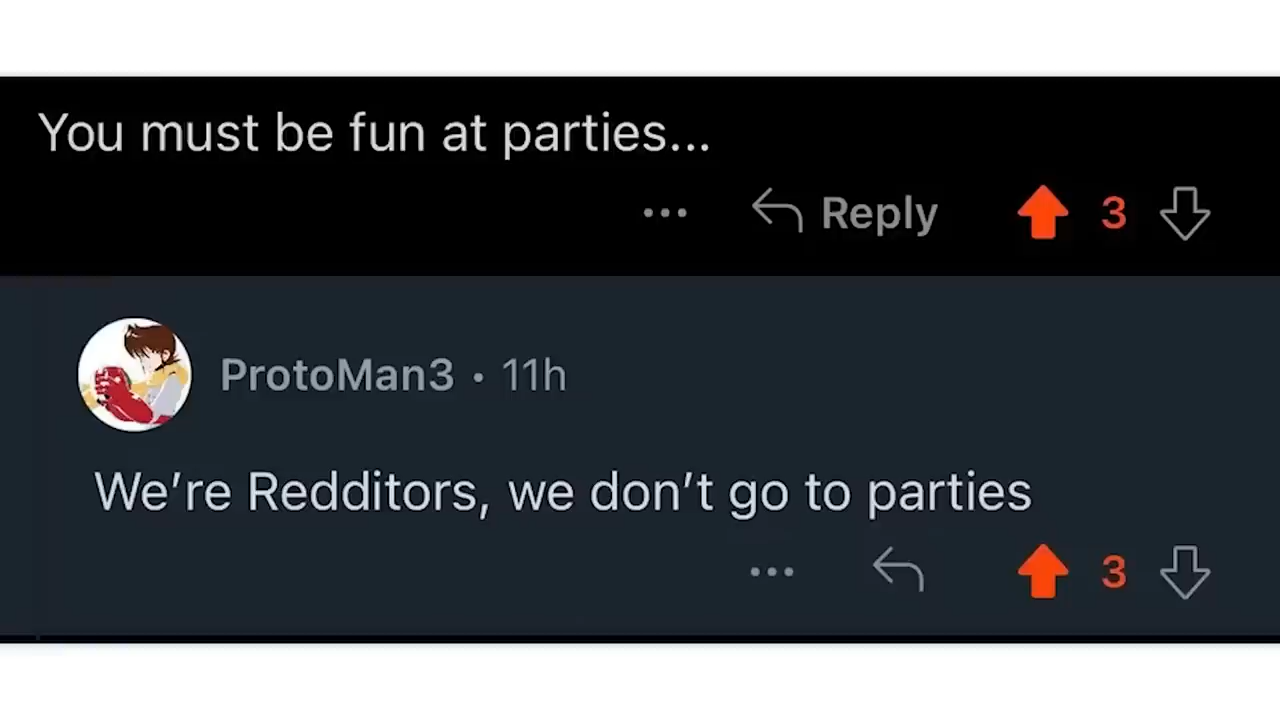 You must be fun at parties...
Reply 3
ProtoMan3 • 11h
We’re Redditors, we don’t go to parties
3